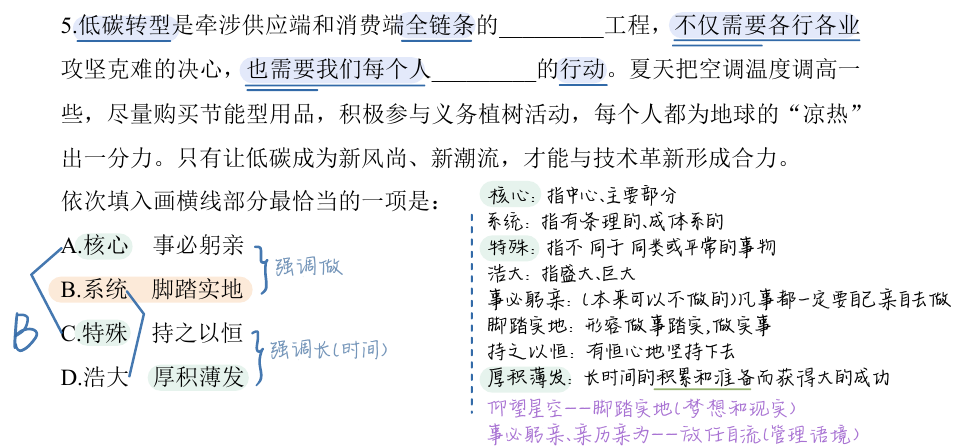 5.低碳转型是牵涉供应端和消费端全链条的_________工程，不仅需要各行各业
攻坚克难的决心，也需要我们每个人_________的行动。夏天把空调温度调高一
些，尽量购买节能型用品，积极参与义务植树活动，每个人都为地球的“凉热”
出一分力。只有让低碳成为新风尚、新潮流，才能与技术革新形成合力。
依次填入画横线部分最恰当的一项是：
A.核心 事必躬亲
B.系统 脚踏实地
C.特殊 持之以恒
D.浩大 厚积薄发
强调做
强调长(时间)
B
核心：指中心、主要部分
系统：指有条理的、成体系的
特殊：指不同于同类或平常的事物
浩大：指盛大、巨大
事必躬亲：(本来可以不做的)凡事都一定要自己亲自去做
脚踏实地：形容做事踏实,做实事
持之以恒：有恒心地坚持下去
厚积薄发：长时间的积累和准备而获得大的成功
仰望星空——脚踏实地(梦想和现实)
事必躬亲、亲历亲为——放任自流(管理语境)